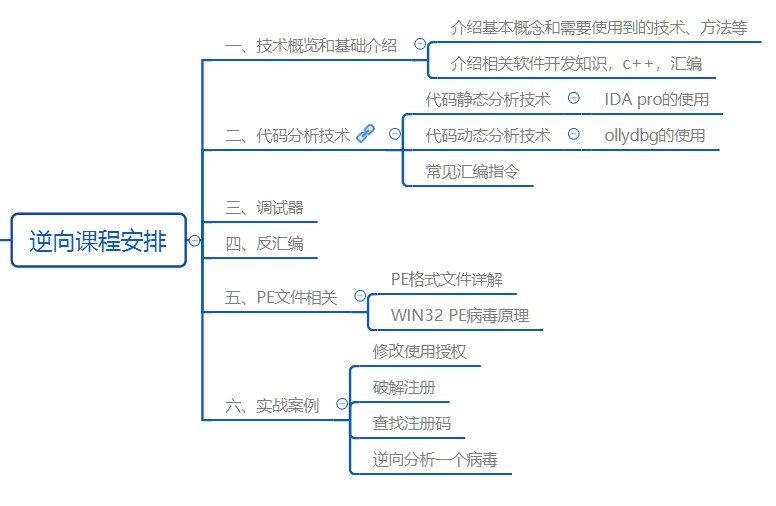 逆向课程安排
一、技术概览和基础介绍
介绍基本概念和需要使用到的技术、方法等
介绍相关软件开发知识，c++，汇编
二、代码分析技术
代码静态分析技术
IDA pro的使用
代码动态分析技术
ollydbg的使用
常见汇编指令
三、调试器
四、反汇编
五、PE文件相关
PE格式文件详解
WIN32 PE病毒原理
六、实战案例
修改使用授权
破解注册
查找注册码
逆向分析一个病毒